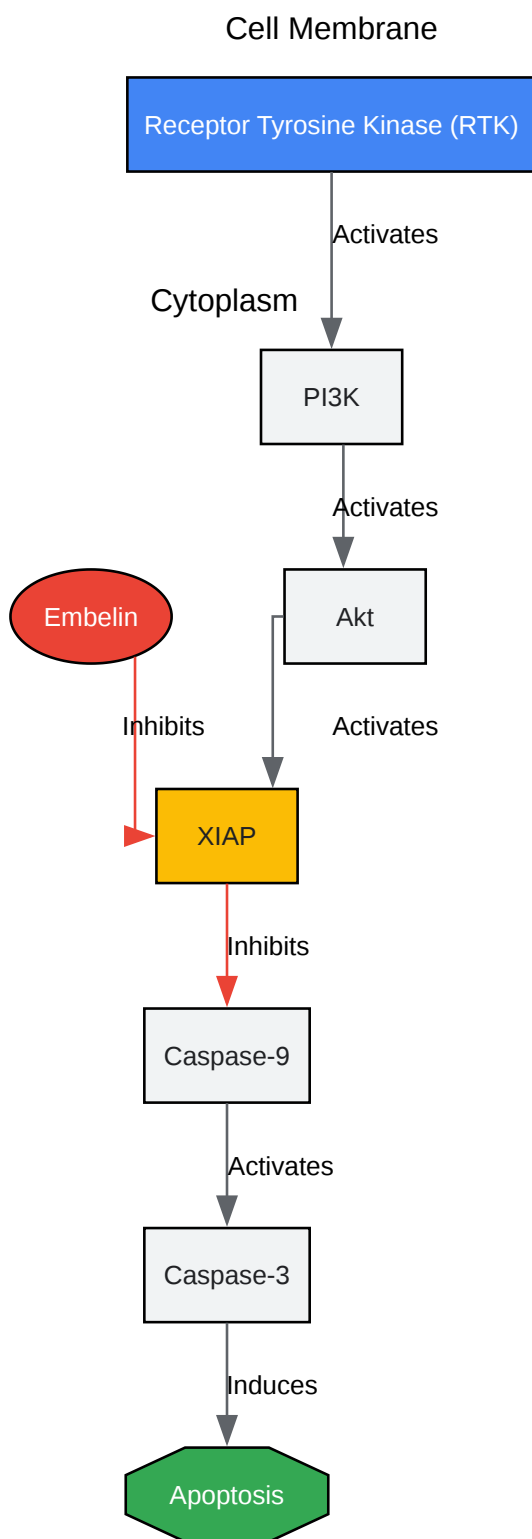 Cell Membrane
Receptor Tyrosine Kinase (RTK)
Activates
Cytoplasm
PI3K
Activates
Embelin
Akt
Inhibits
Activates
XIAP
Inhibits
Caspase-9
Activates
Caspase-3
Induces
Apoptosis